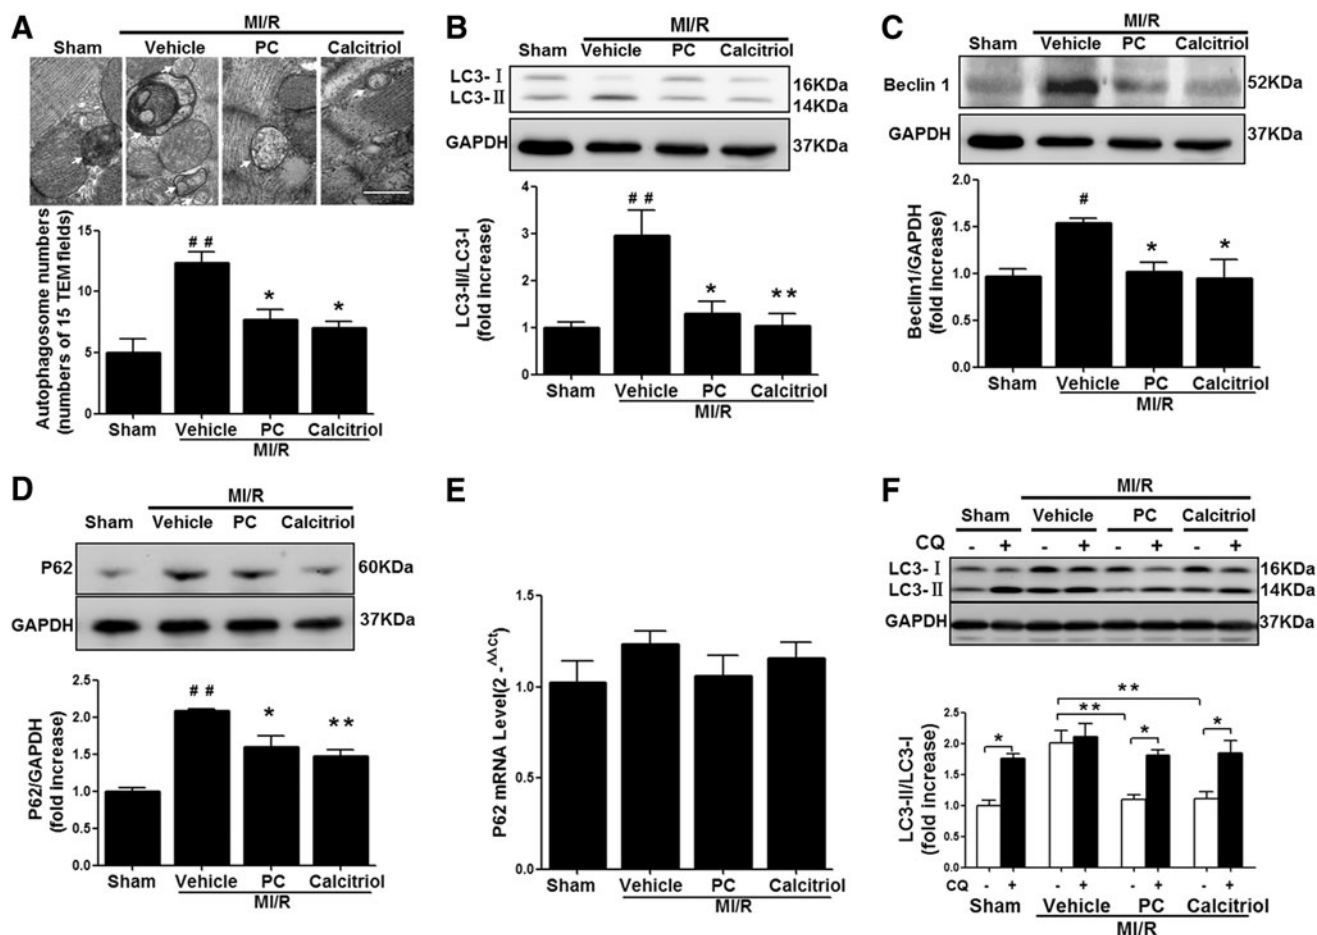 A
MI/R
Sham Vehicle PC Calcitriol
Autophagosome numbers
(numbers of 15 TEM fields)
15
10
5
0
# #
*
*
Sham Vehicle PC Calcitriol
MI/R
B
MI/R
Sham Vehicle PC Calcitriol
LC3-Ⅰ
16KDa
LC3-Ⅱ
14KDa
GAPDH 37KDa
LC3-II/LC3-I
(fold increase)
4
3
2
1
0
# #
*
**
Sham Vehicle PC Calcitriol
MI/R
C
MI/R
Sham Vehicle PC Calcitriol
Beclin 1 52KDa
GAPDH 37KDa
Beclin1/GAPDH
(fold increase)
2.0
1.5
1.0
0.5
0.0
#
*
*
Sham Vehicle PC Calcitriol
MI/R
D
MI/R
Sham Vehicle PC Calcitriol
P62 60KDa
GAPDH 37KDa
P62/GAPDH
(fold increase)
2.5
2.0
1.5
1.0
0.5
0.0
# #
*
**
Sham Vehicle PC Calcitriol
MI/R
E
P62 mRNA Level(2 -^^Ct)
1.5
1.0
0.5
0.0
Sham Vehicle PC Calcitriol
MI/R
F
MI/R
Sham Vehicle PC Calcitriol
CQ - + - + - + - +
LC3-Ⅰ 16KDa
LC3-Ⅱ 14KDa
GAPDH 37KDa
LC3-II/LC3-I
(fold increase)
2.5
2.0
1.5
1.0
0.5
0.0
*
**
**
*
*
CQ - + - + - + - +
Sham Vehicle PC Calcitriol
MI/R